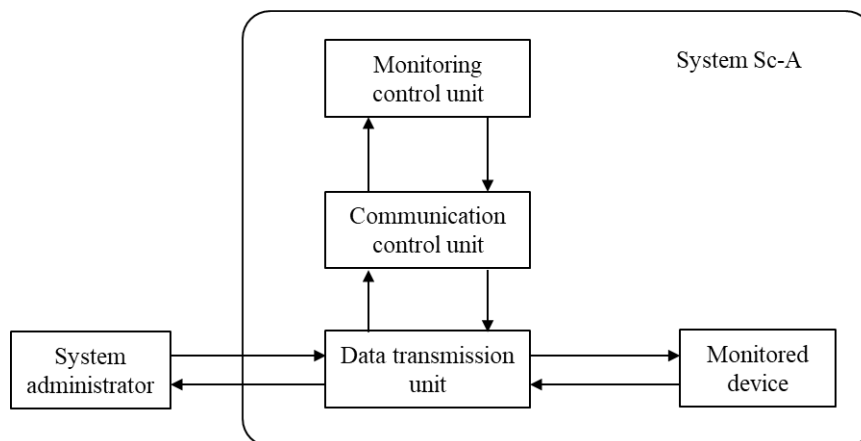 Monitoring
control unit
System Sc-A
Communication
control unit
System
administrator
Data transmission
unit
Monitored
device